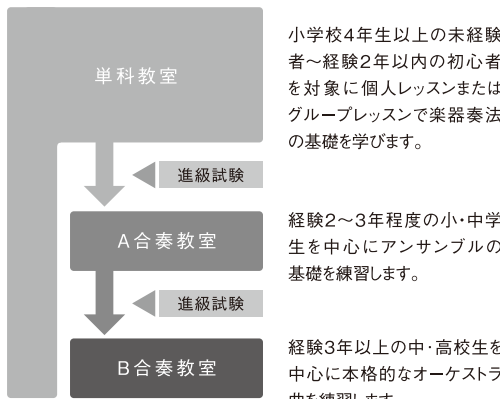 単科教室
小学校4年生以上の未経験
者〜経験2年以内の初心者
を対象に個人レッスンまたは
グループレッスンで楽器奏法
の基礎を学びます。
進級試験
A合奏教室
経験2〜3年程度の小・中学
生を中心にアンサンブルの
基礎を練習します。
進級試験
B合奏教室
経験3年以上の中・高校生を
中心に本格的なオーケストラ
曲を練習します